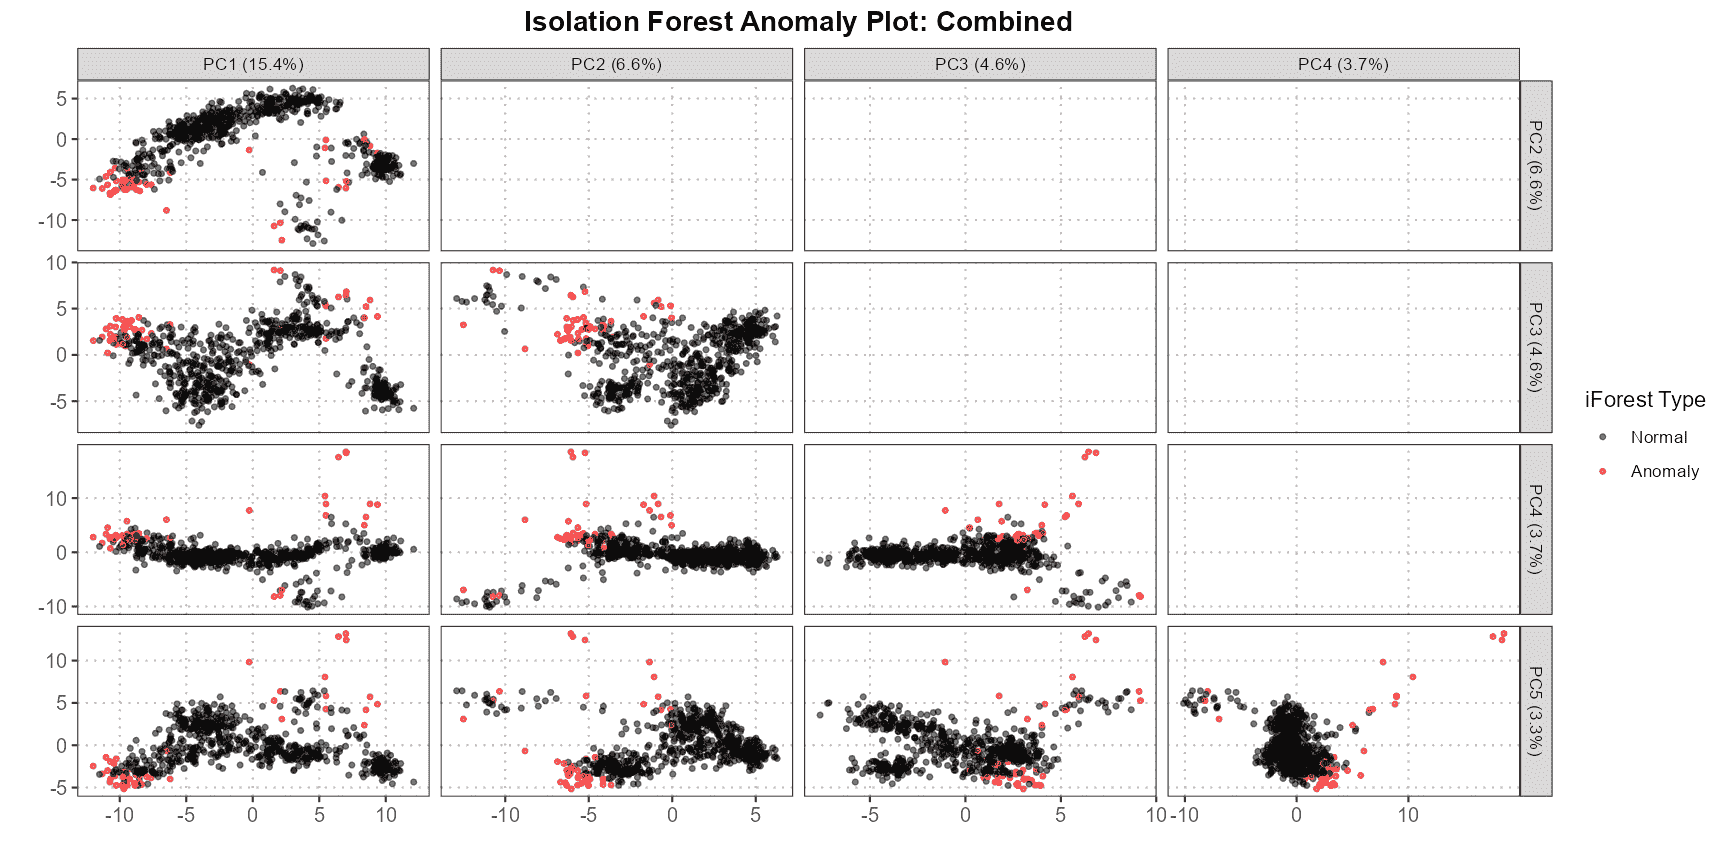 Isolation Forest Anomaly Plot: Combined
PC1 (15.4%)
PC2 (6.6%)
PC3 (4.6%)
PC4 (3.7%)
5
0
-5
-10
PC2 (6.6%)
10
5
0
-5
PC3 (4.6%)
10
0
-10
PC4 (3.7%)
10
5
0
-5
PC5 (3.3%)
-10 -5 0 5 10
-10 -5 0 5
-5 0 5 10
-10 0 10
iForest Type
Normal
Anomaly